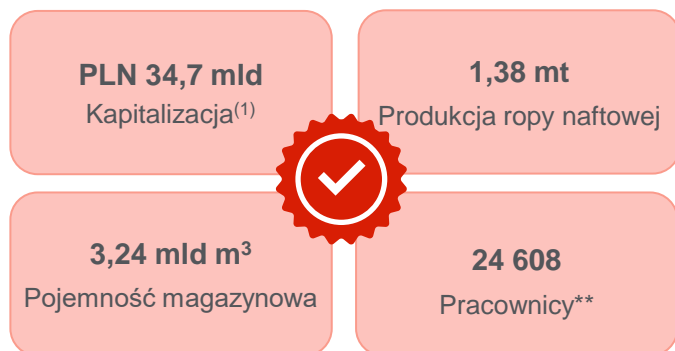 PLN 34,7 mld
Kapitalizacja(1)
1,38 mt
Produkcja ropy naftowej
3,24 mld m3
Pojemność magazynowa
24 608
Pracownicy**